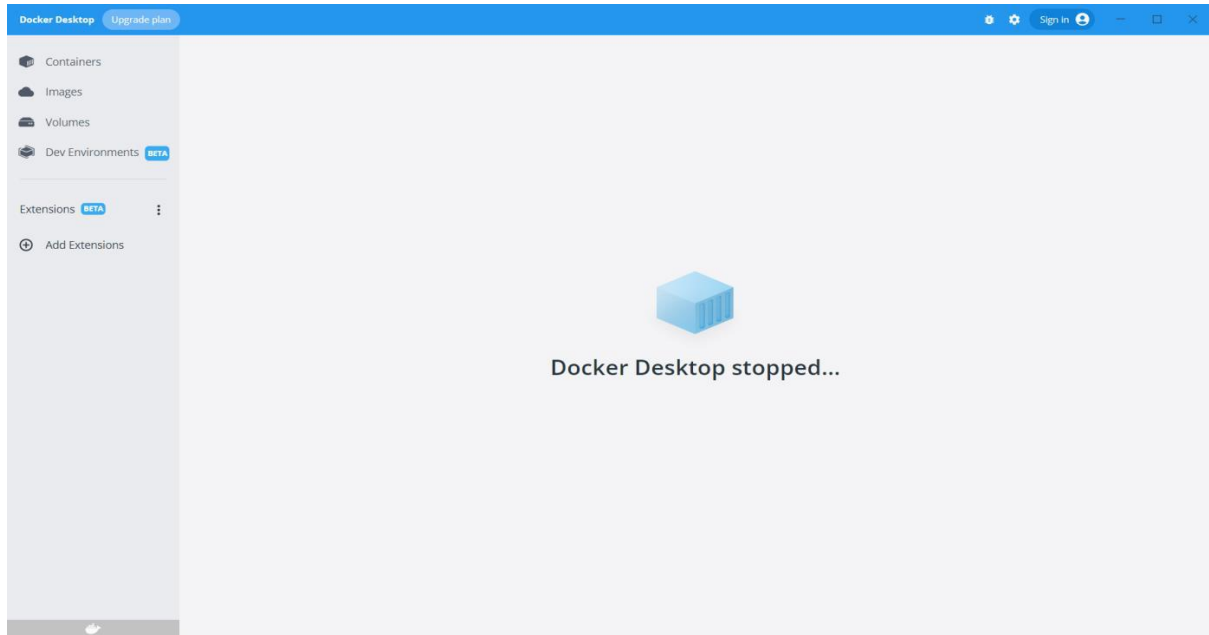 Docker Desktop Upgrade plan Sign in
Containers
Images
Volumes
Dev Environments BETA
Extensions BETA
Add Extensions
Docker Desktop stopped...